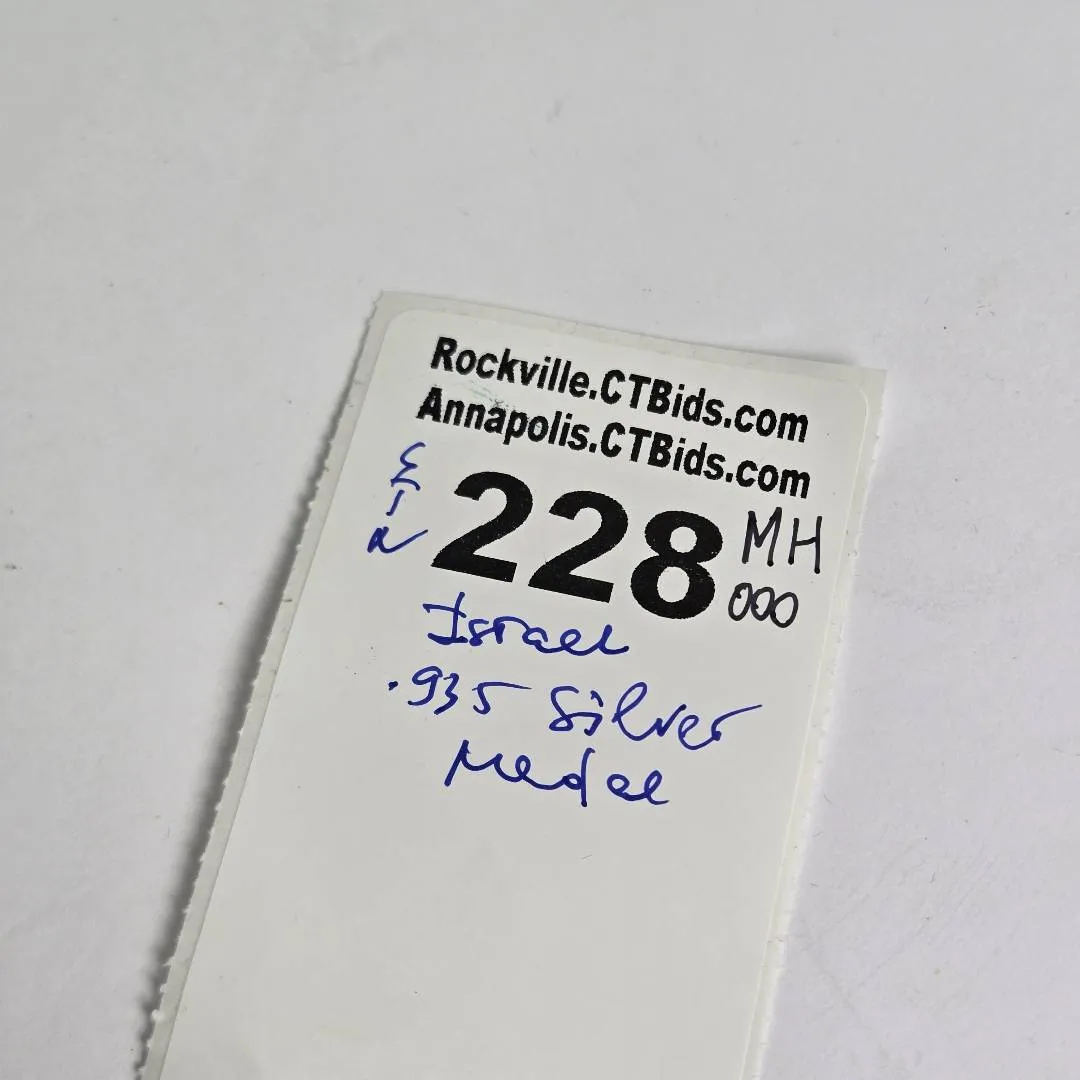 Rockville.CTBids.com
Annapolis.CTBids.com
228 MH
000
Israel
.935 Silver
Medal